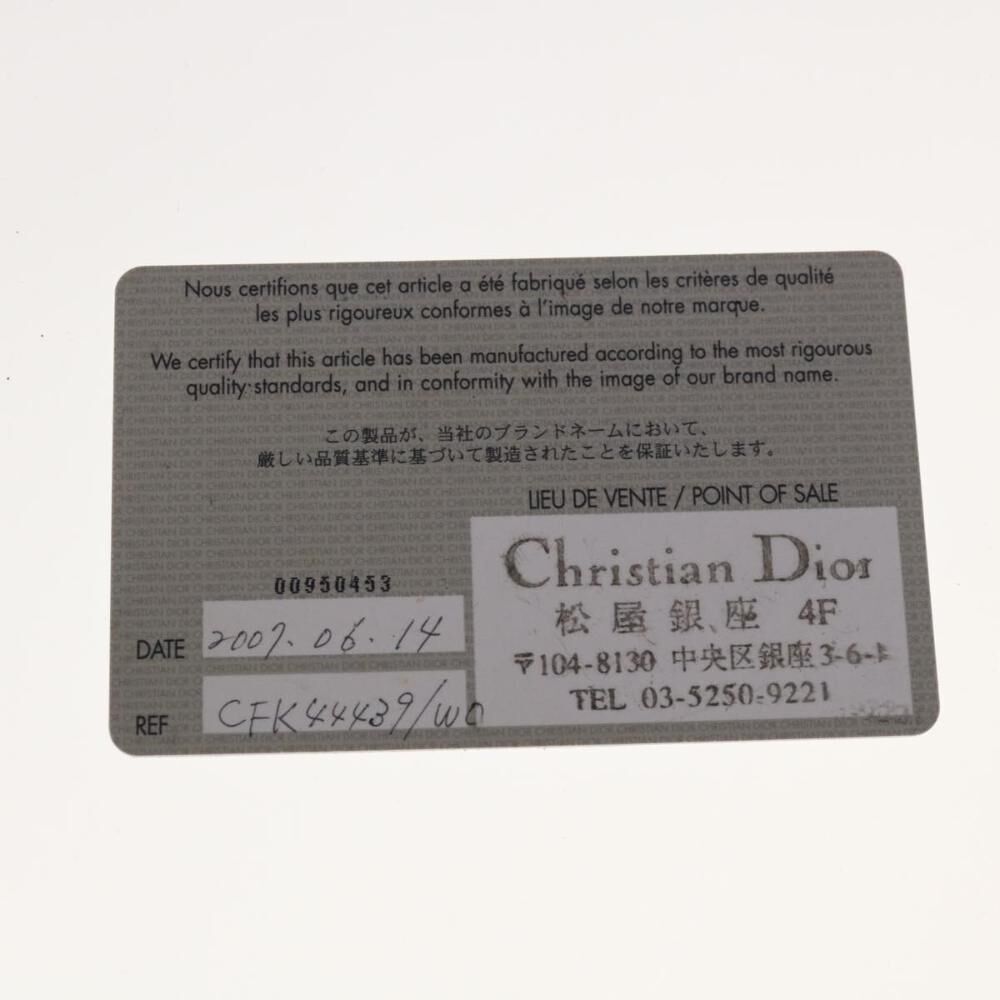 Nous certifions que cet article a été fabriqué selon les critères de qualité
les plus rigoureux conformes à l'image de notre marque.
We certify that this article has been manufactured according to the most rigourous
quality standards, and in conformity with the image of our brand name.
この製品が、当社のブランドネームにおいて、
厳しい品質基準に基づいて製造されたことを保証いたします。
LIEU DE VENTE / POINT OF SALE
Christian Dior
松屋銀座 4F
〒104-8130 中央区銀座3-6-1
TEL 03-5250-9221
00950453
DATE 2007.06.14
REF CFK44439/W0